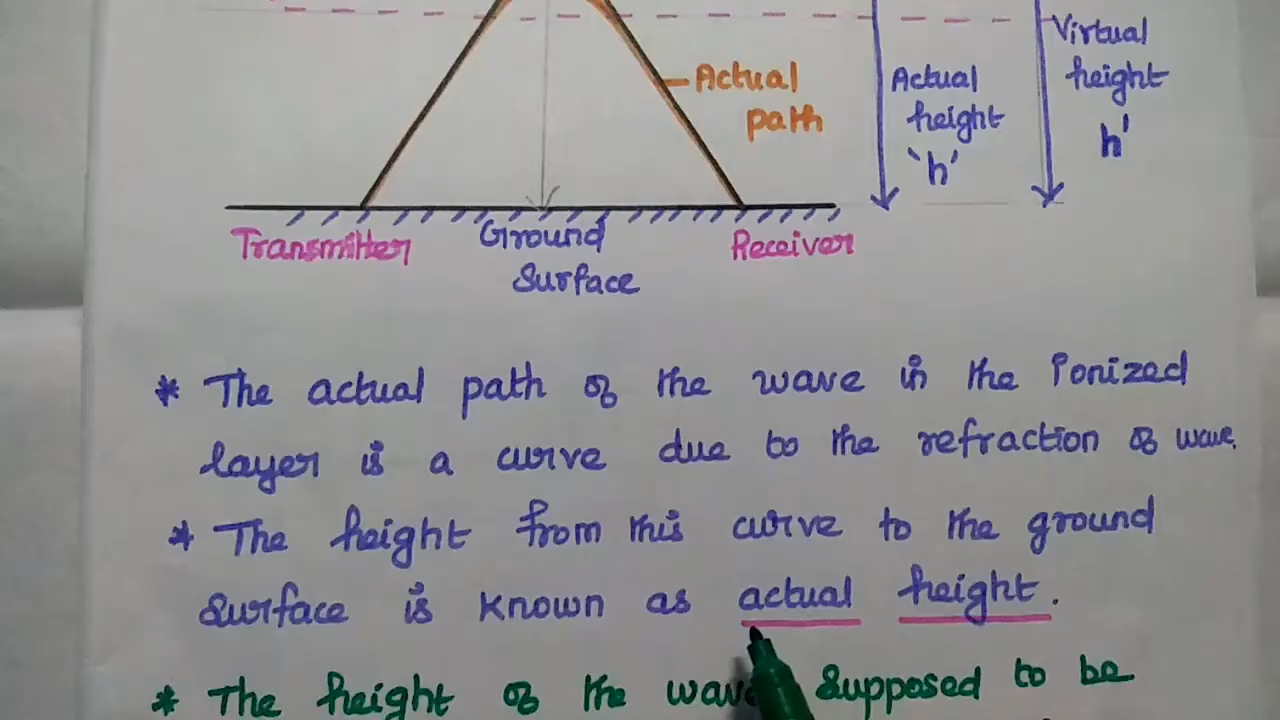 Virtual
height
h'
Actual
height
'h'
Actual
path
Transmitter
Ground
Surface
Receiver
* The actual path of the wave in the Ionized
layer is a curve due to the refraction of wave.
* The height from this curve to the ground
surface is known as actual height.
* The height of the wave supposed to be